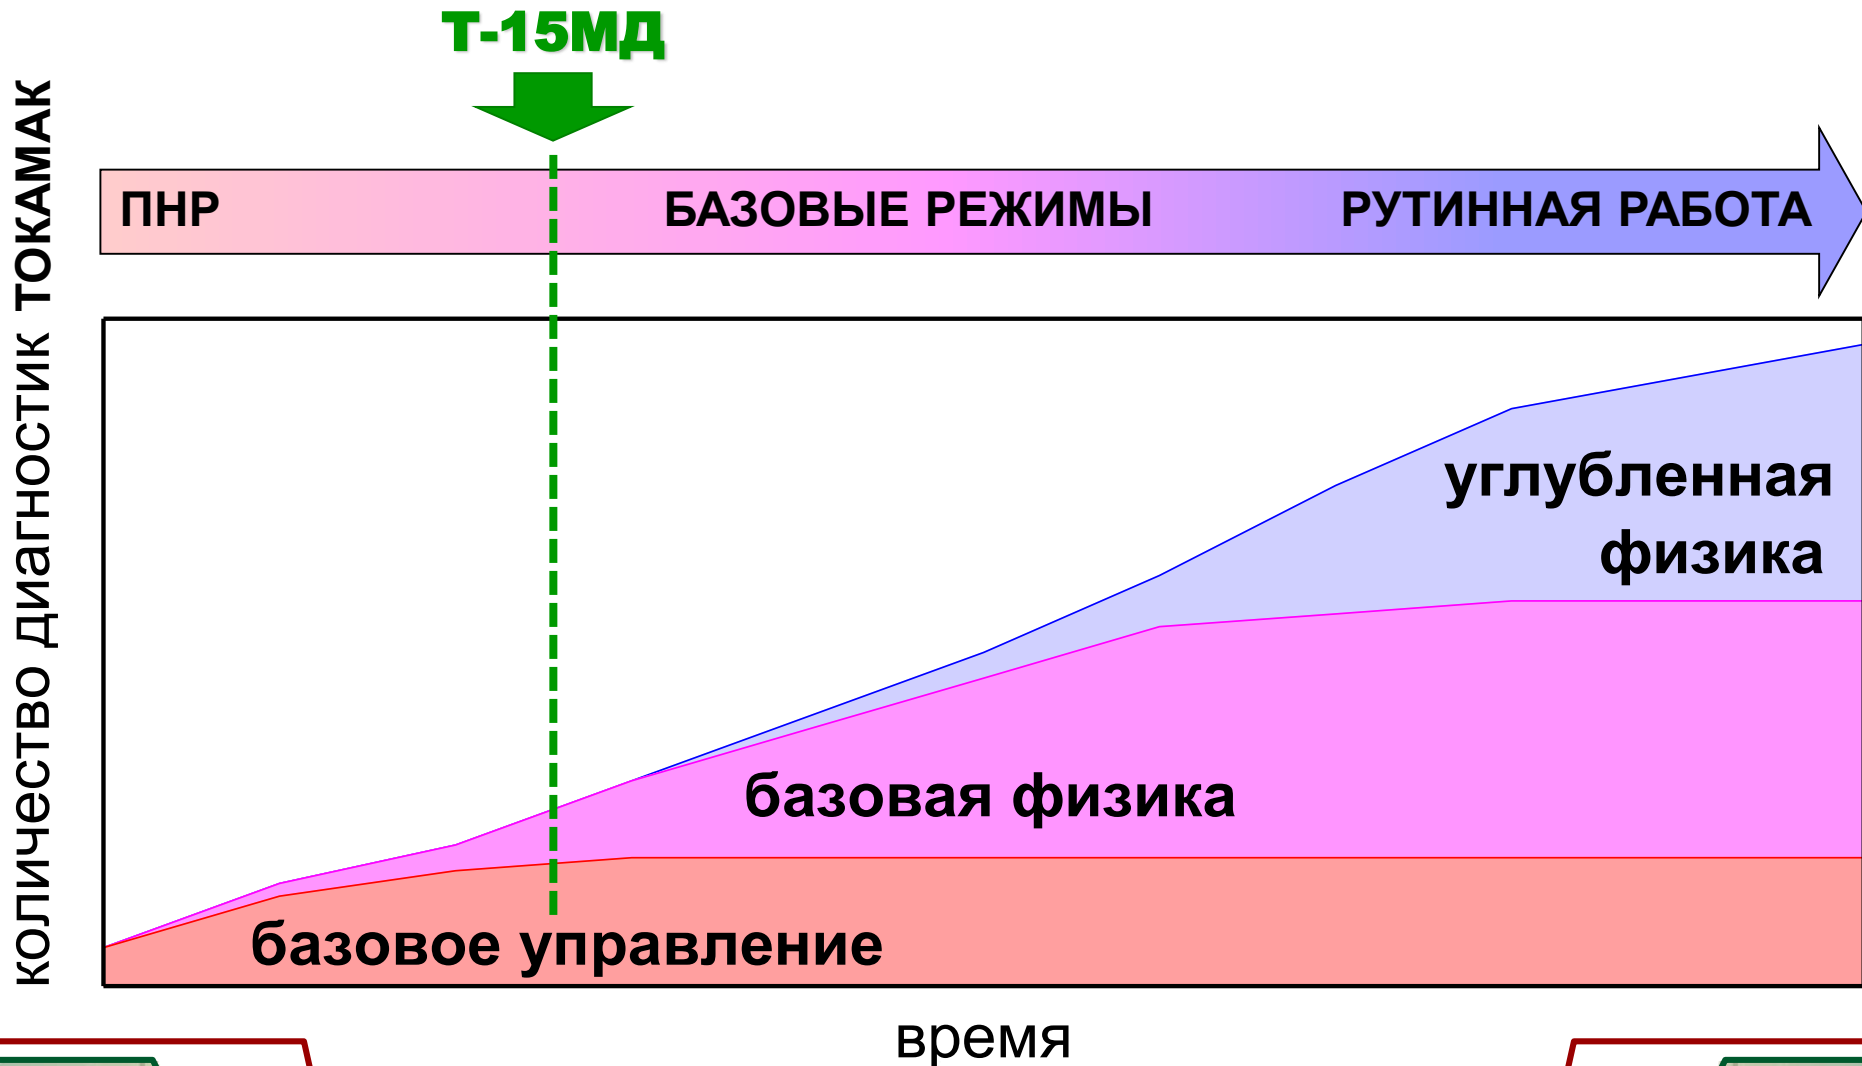 Т-15МД
количество диагностик ТОКАМАК
ПНР
БАЗОВЫЕ РЕЖИМЫ
РУТИННАЯ РАБОТА
углубленная
физика
базовая физика
базовое управление
время